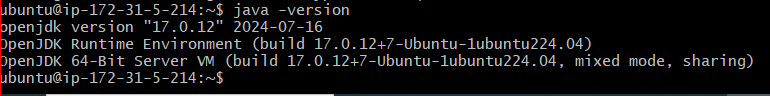 ubuntu@ip-172-31-5-214:~$ java -version
openjdk version "17.0.12" 2024-07-16
OpenJDK Runtime Environment (build 17.0.12+7-Ubuntu-1ubuntu224.04)
OpenJDK 64-Bit Server VM (build 17.0.12+7-Ubuntu-1ubuntu224.04, mixed mode, sharing)
ubuntu@ip-172-31-5-214:~$